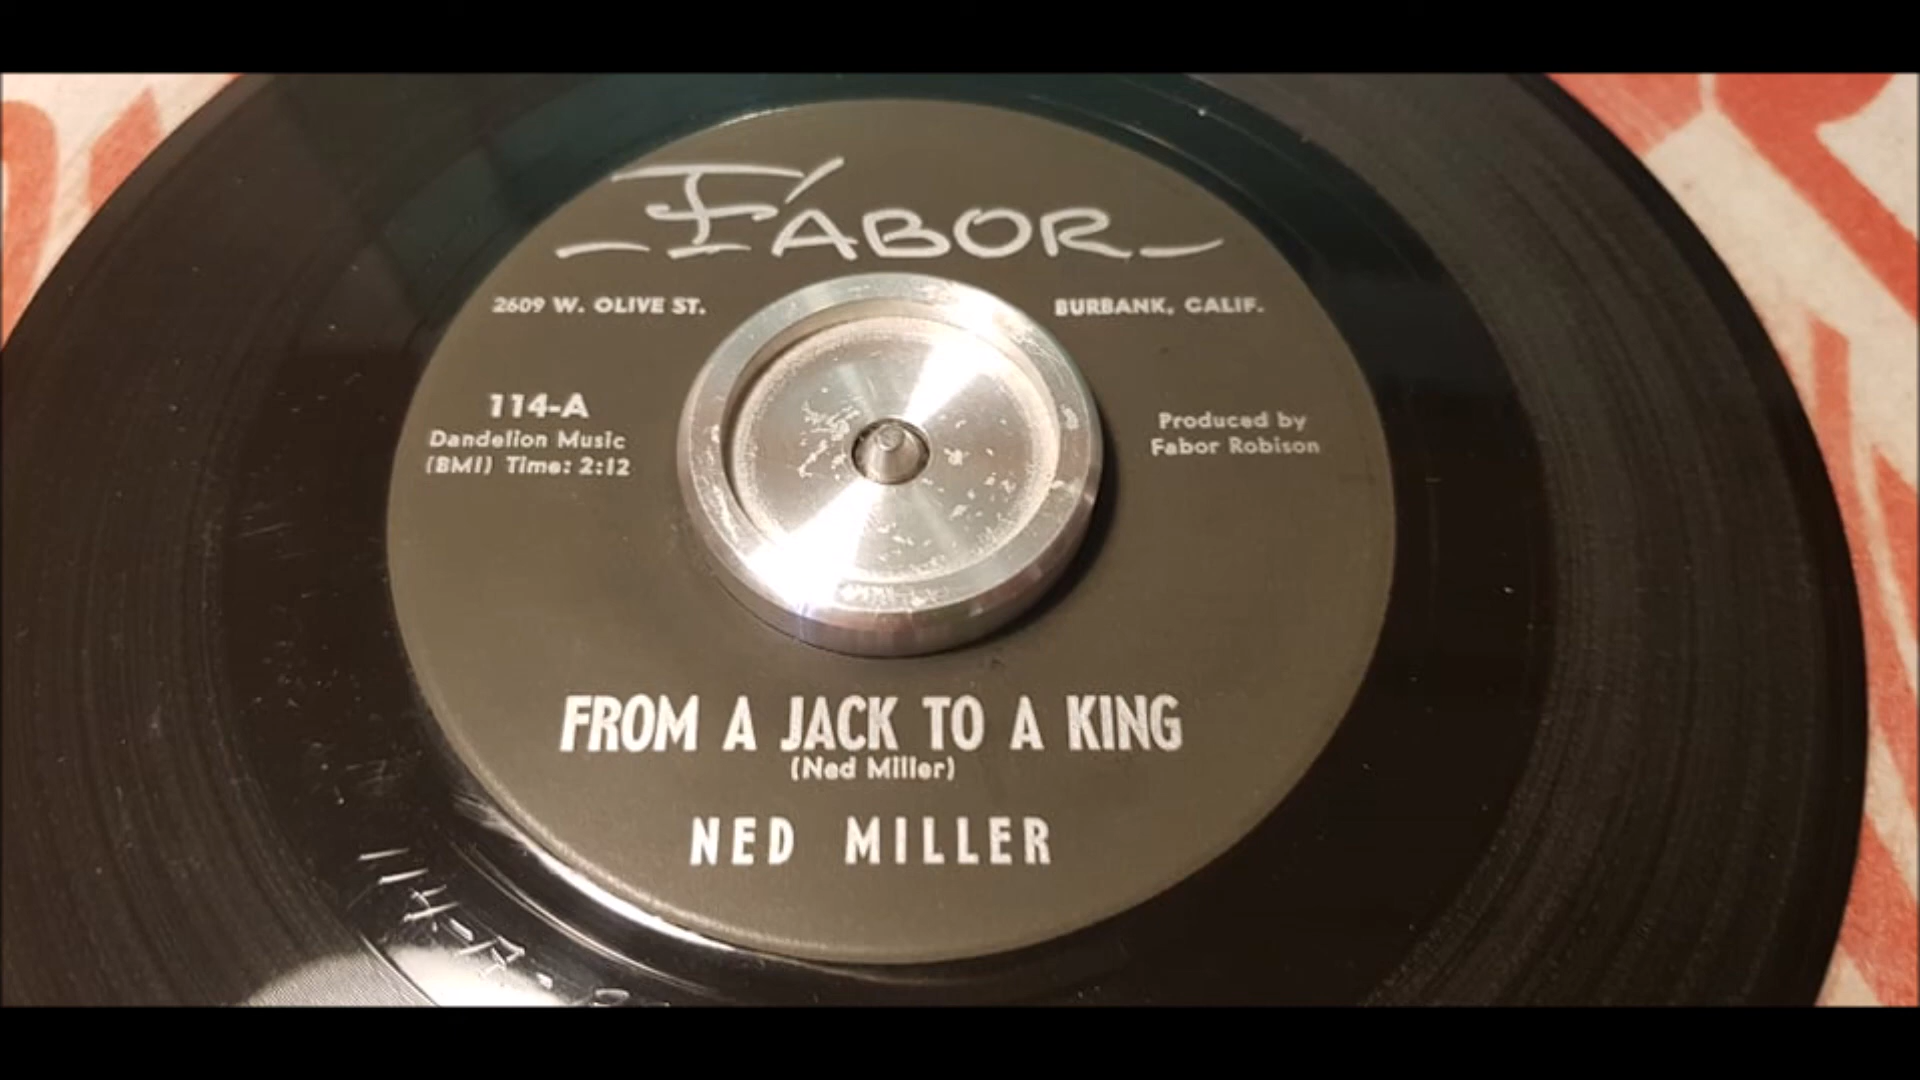 FABOR
2609 W. OLIVE ST. BURBANK, CALIF.
114-A
Dandelion Music
(BMI) Time: 2:12
Produced by
Fabor Robison
FROM A JACK TO A KING
(Ned Miller)
NED MILLER